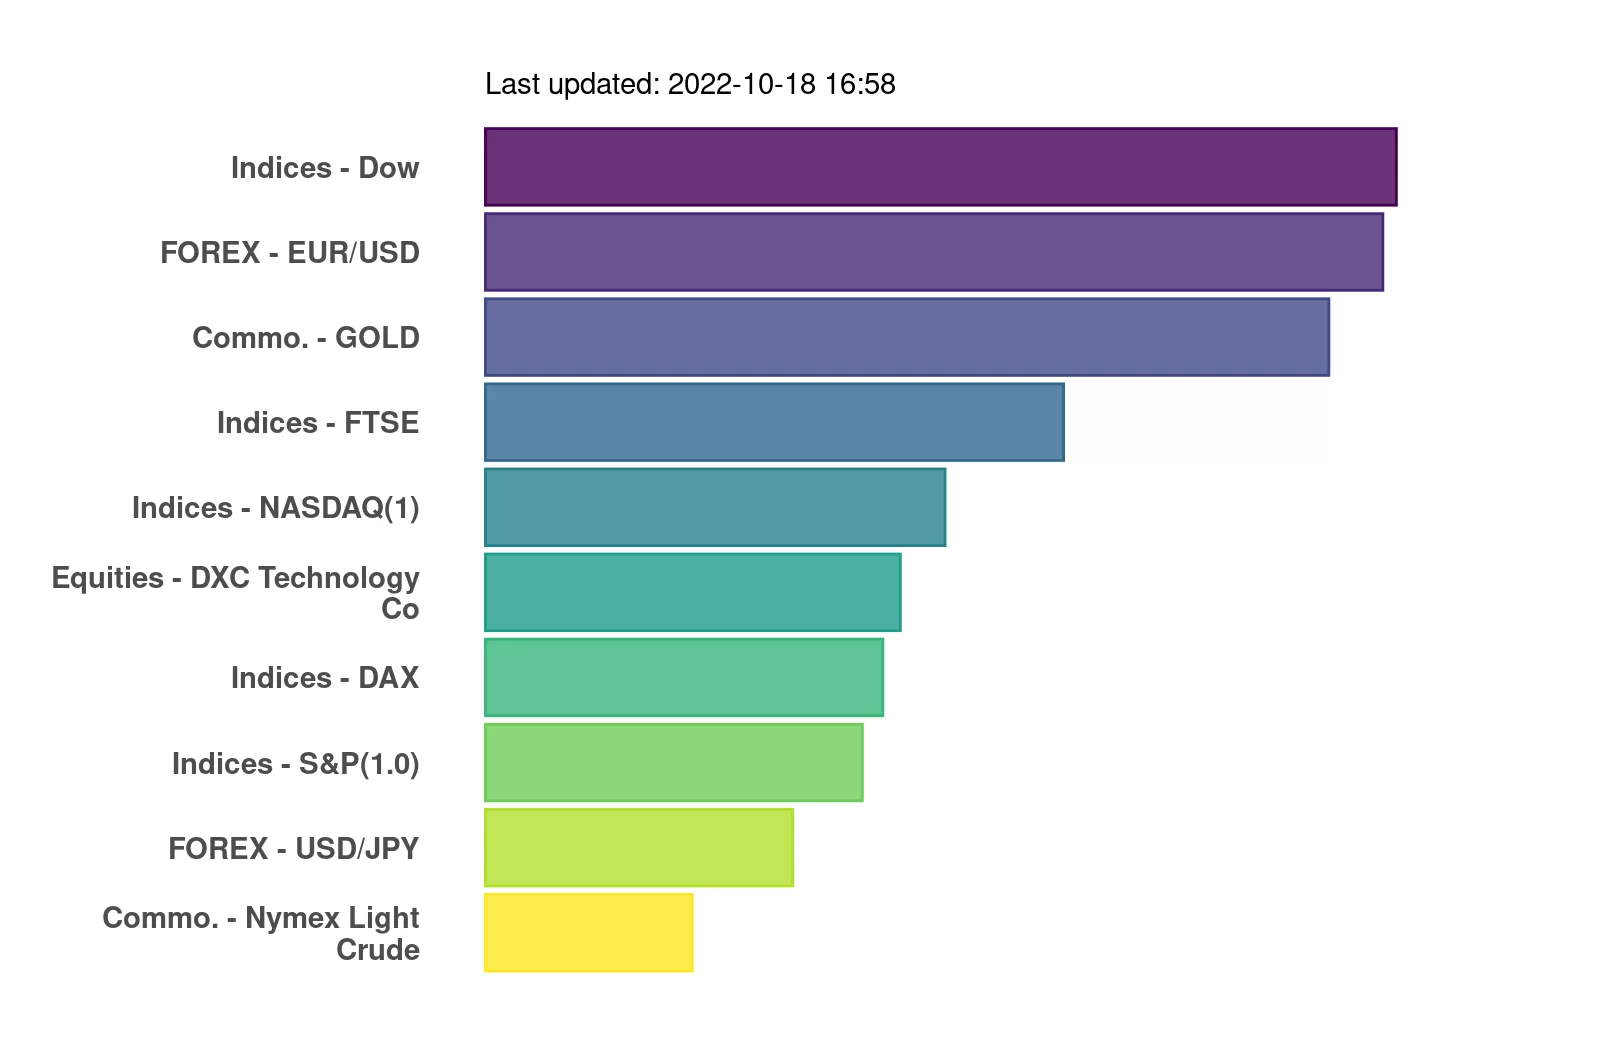 Last updated: 2022-10-18 16:58
Indices - Dow
FOREX - EUR/USD
Commo. - GOLD
Indices - FTSE
Indices - NASDAQ(1)
Equities - DXC Technology
Co
Indices - DAX
Indices - S&P(1.0)
FOREX - USD/JPY
Commo. - Nymex Light
Crude